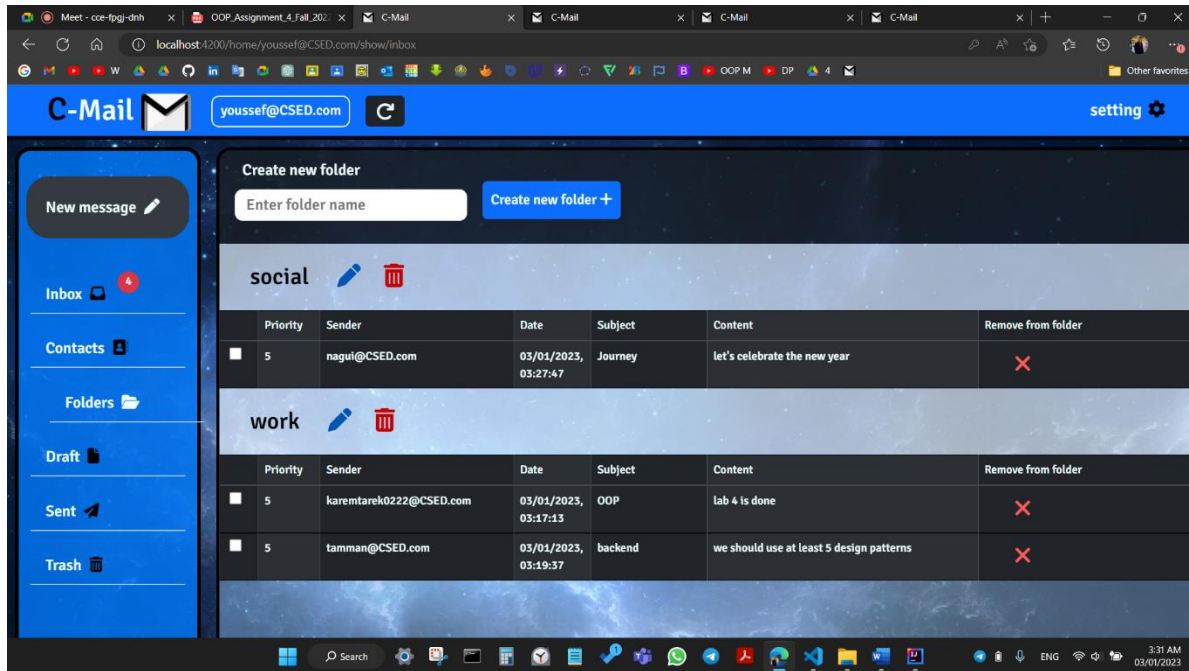 Meet - cce-fpgj-dnh
OOP_Assignment_4_Fall_202
C-Mail
C-Mail
C-Mail
C-Mail
localhost:4200/home/youssef@CSED.com/show/inbox
OOP M
DP
4
Other favorites
C-Mail
youssef@CSED.com
setting
New message
Inbox
4
Contacts
Folders
Draft
Sent
Trash
Create new folder
Enter folder name
Create new folder
social
Priority Sender Date Subject Content Remove from folder
5 nagui@CSED.com 03/01/2023, Journey let's celebrate the new year
03:27:47
work
Priority Sender Date Subject Content Remove from folder
5 karemtarek0222@CSED.com 03/01/2023, OOP lab 4 is done
03:17:13
5 tamman@CSED.com 03/01/2023, backend we should use at least 5 design patterns
03:19:37
Search
ENG
3:31 AM
03/01/2023